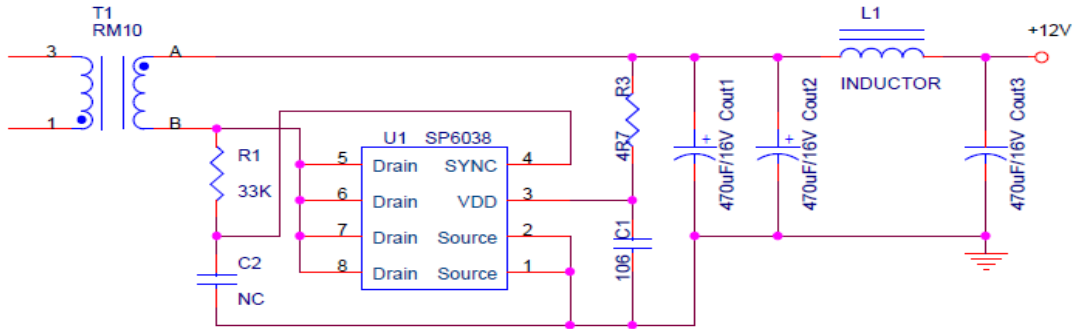 T1
RM10
3
A
1
B
R1
33K
C2
NC
U1 SP6038
5 Drain SYNC 4
6 Drain VDD 3
7 Drain Source 2
8 Drain Source 1
R3
4R7
C1
106
+
470uF/16V Cout1
+
470uF/16V Cout2
L1
INDUCTOR
470uF/16V Cout3
+12V